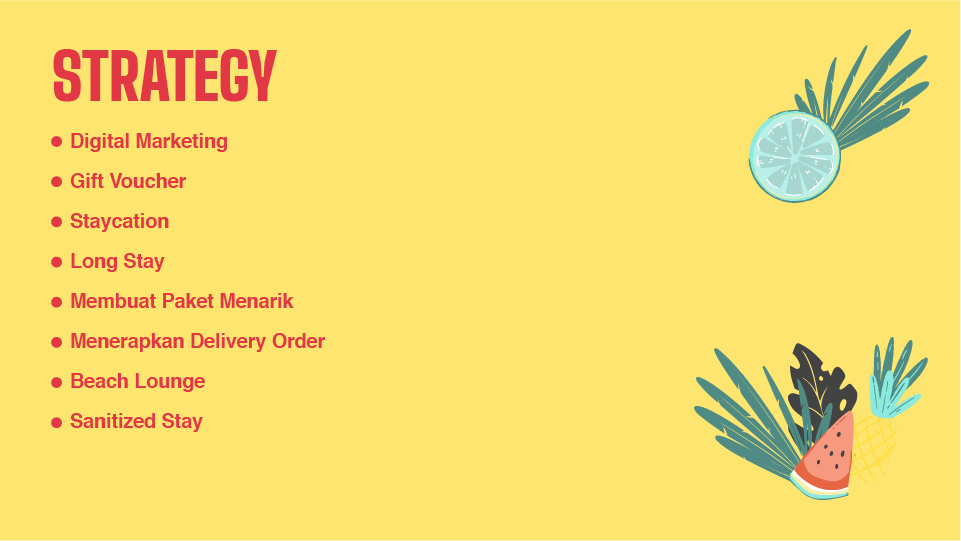 STRATEGY
Digital Marketing
Gift Voucher
Staycation
Long Stay
Membuat Paket Menarik
Menerapkan Delivery Order
Beach Lounge
Sanitized Stay